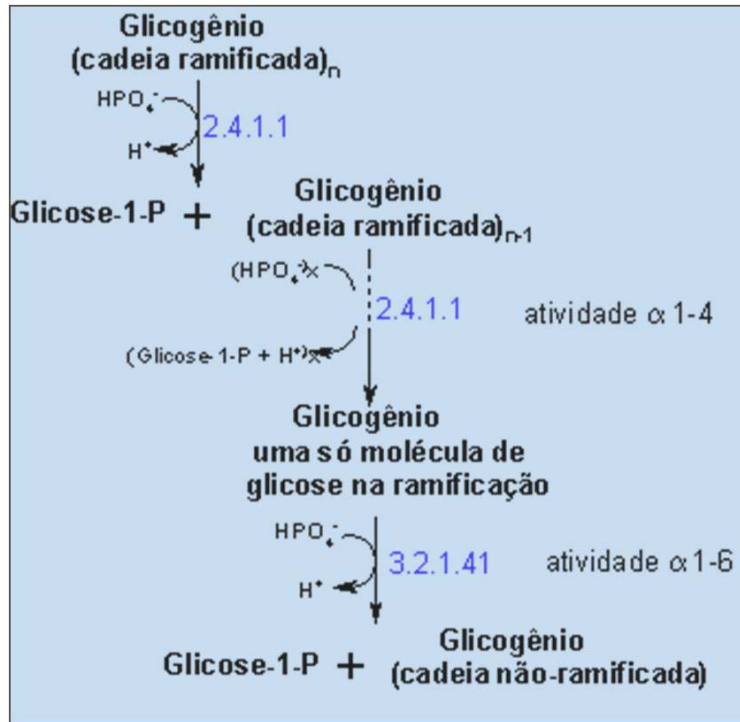 Glicogênio
(cadeia ramificada)n
HPO₄⁻
2.4.1.1
H⁺
Glicose-1-P + Glicogênio
(cadeia ramificada)n-1
(HPO₄⁻)x
2.4.1.1
atividade α 1-4
(Glicose-1-P + H⁺)x
Glicogênio
uma só molécula de
glicose na ramificação
HPO₄⁻
3.2.1.41
atividade α 1-6
H⁺
Glicose-1-P + Glicogênio
(cadeia não-ramificada)